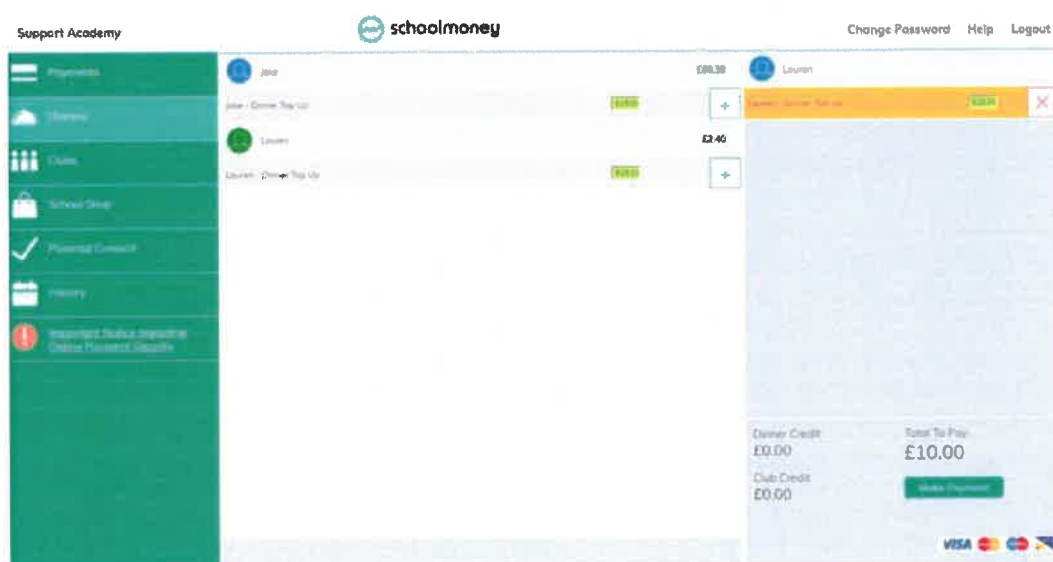 Support Academy
schoolmoney
Change Password Help Logout
Payments
Dinners
Clubs
School Shop
Parental Consent
History
Important Notice Regarding
Online Payment Security
Jake
Jake - Dinner Top Up
Lauren
£2.40
Lauren - Dinner Top Up
Lauren
Lauren - Dinner Top Up
Dinner Credit
£0.00
Total To Pay
£10.00
Club Credit
£0.00
Make Payment
VISA